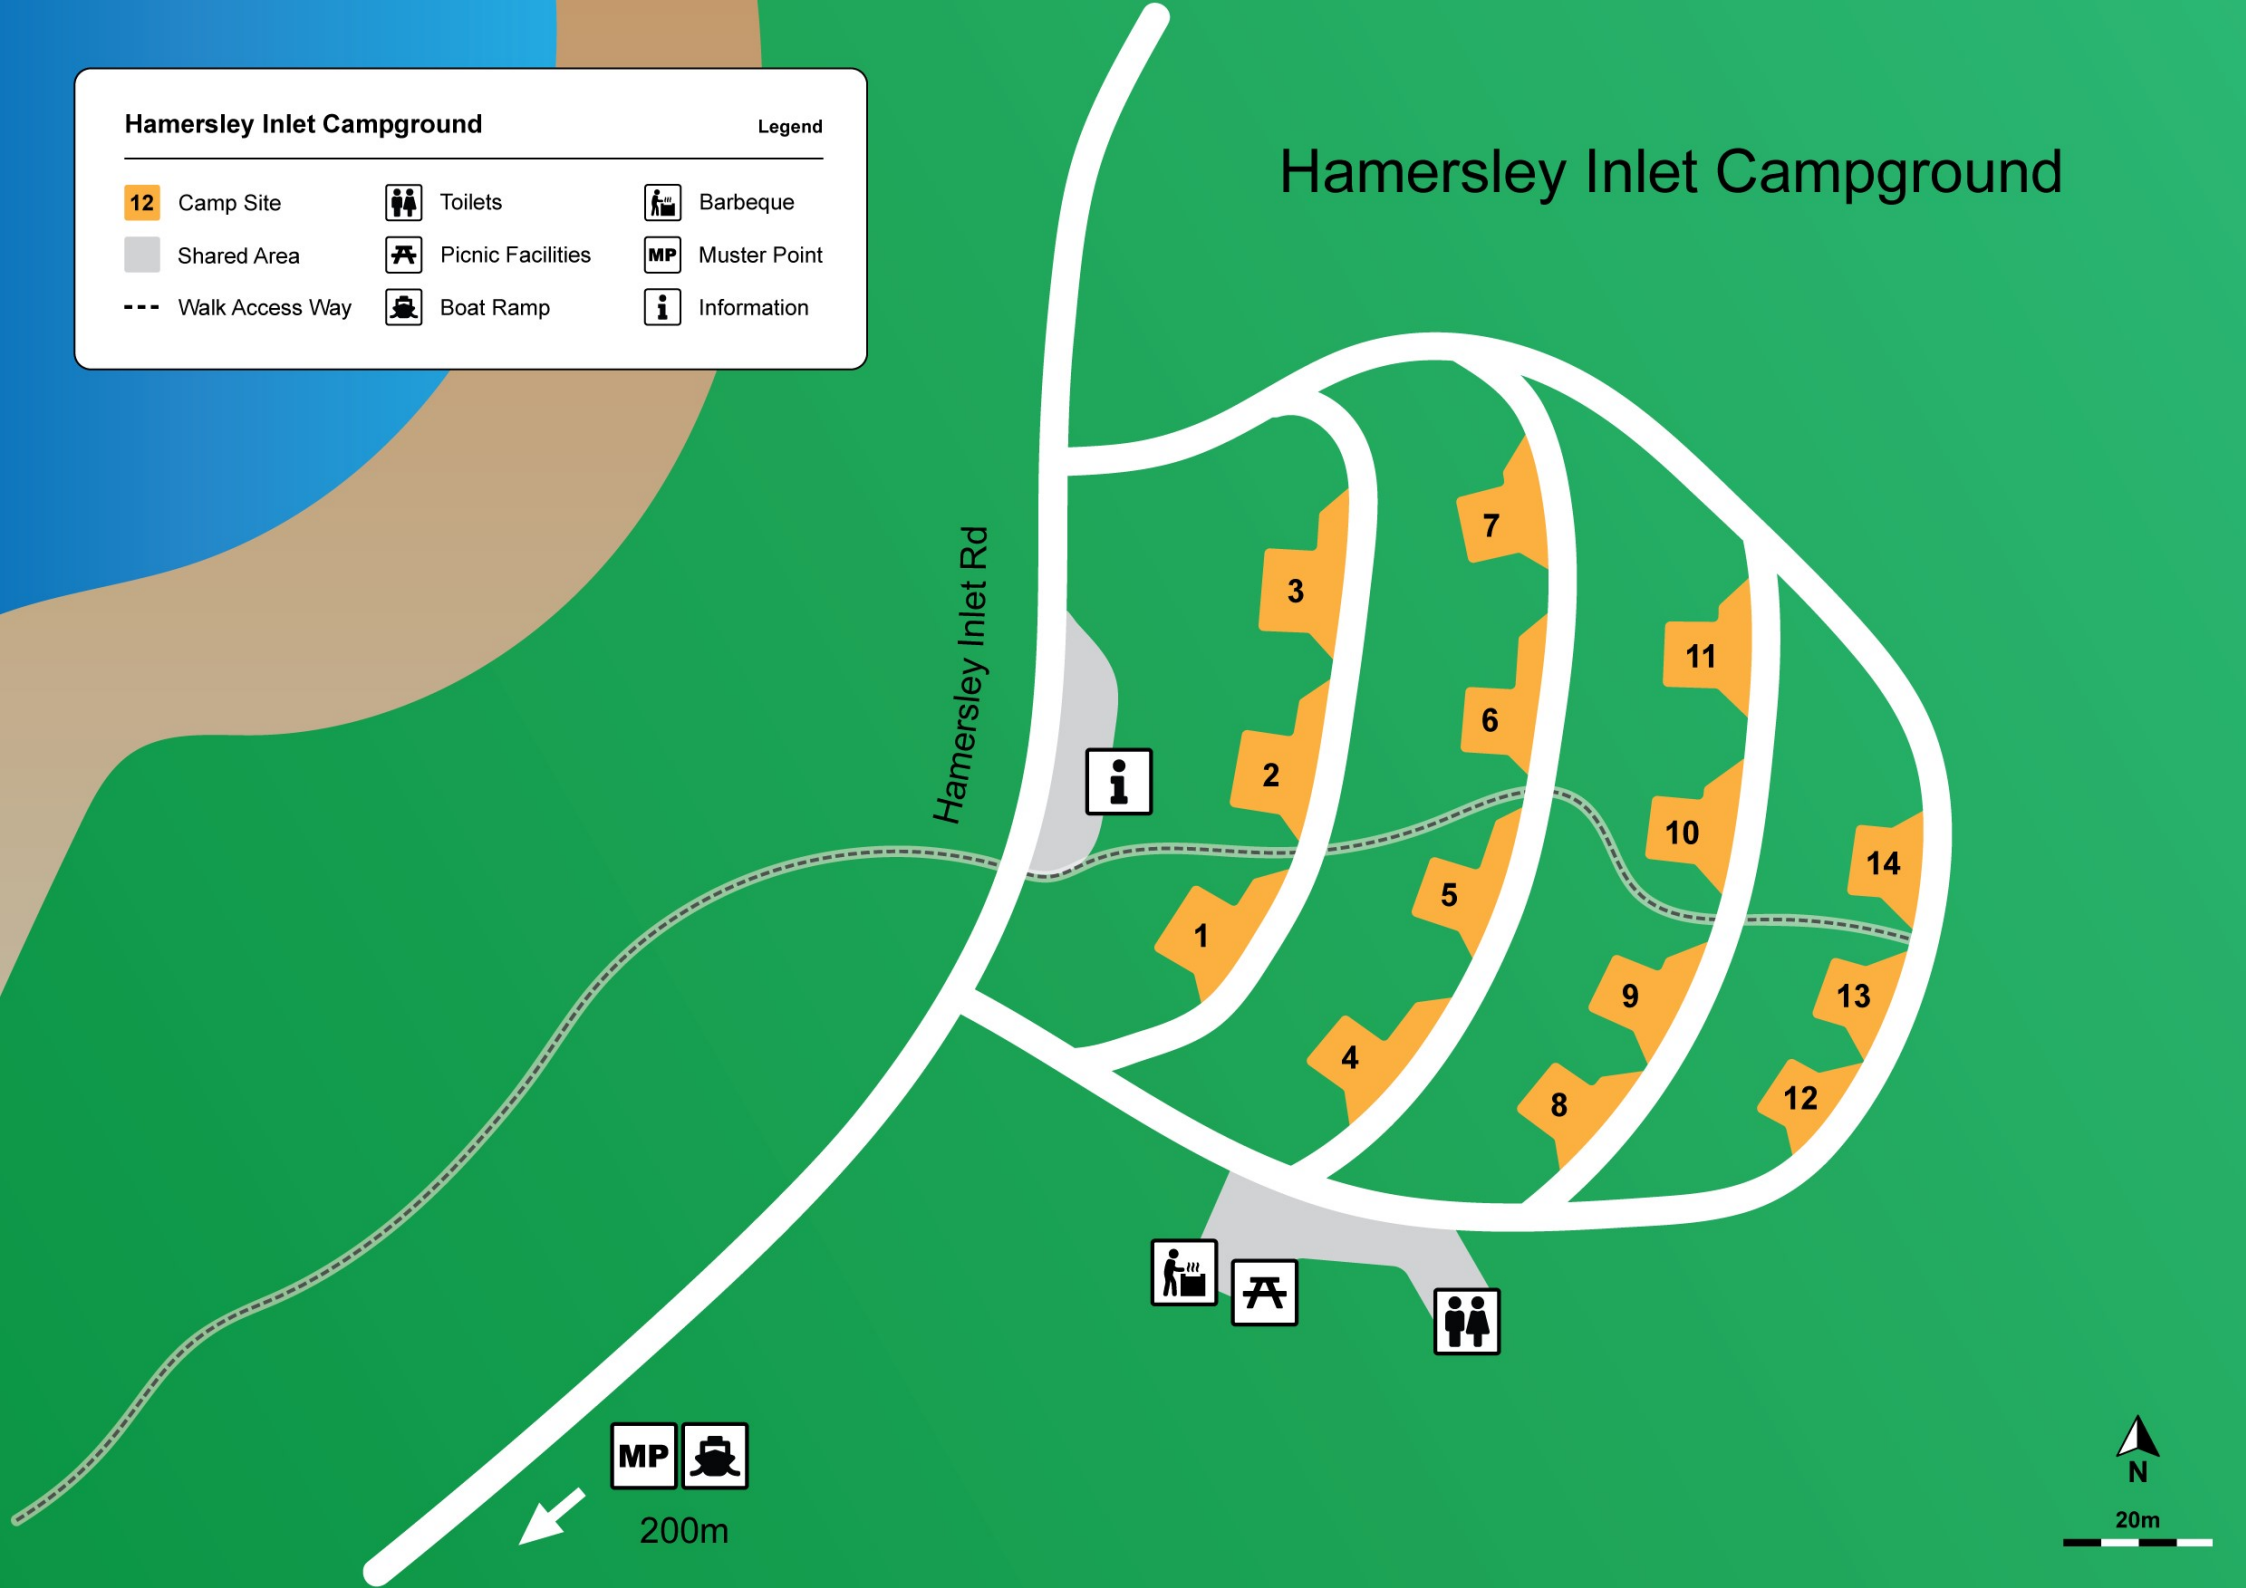 Hamersley Inlet Campground
Legend
12 Camp Site
Toilets
Barbeque
Shared Area
Picnic Facilities
MP Muster Point
Walk Access Way
Boat Ramp
i Information
Hamersley Inlet Campground
Hamersley Inlet Rd
7
3
11
6
2
i
10
14
5
1
9
13
4
12
8
MP
200m
N
20m